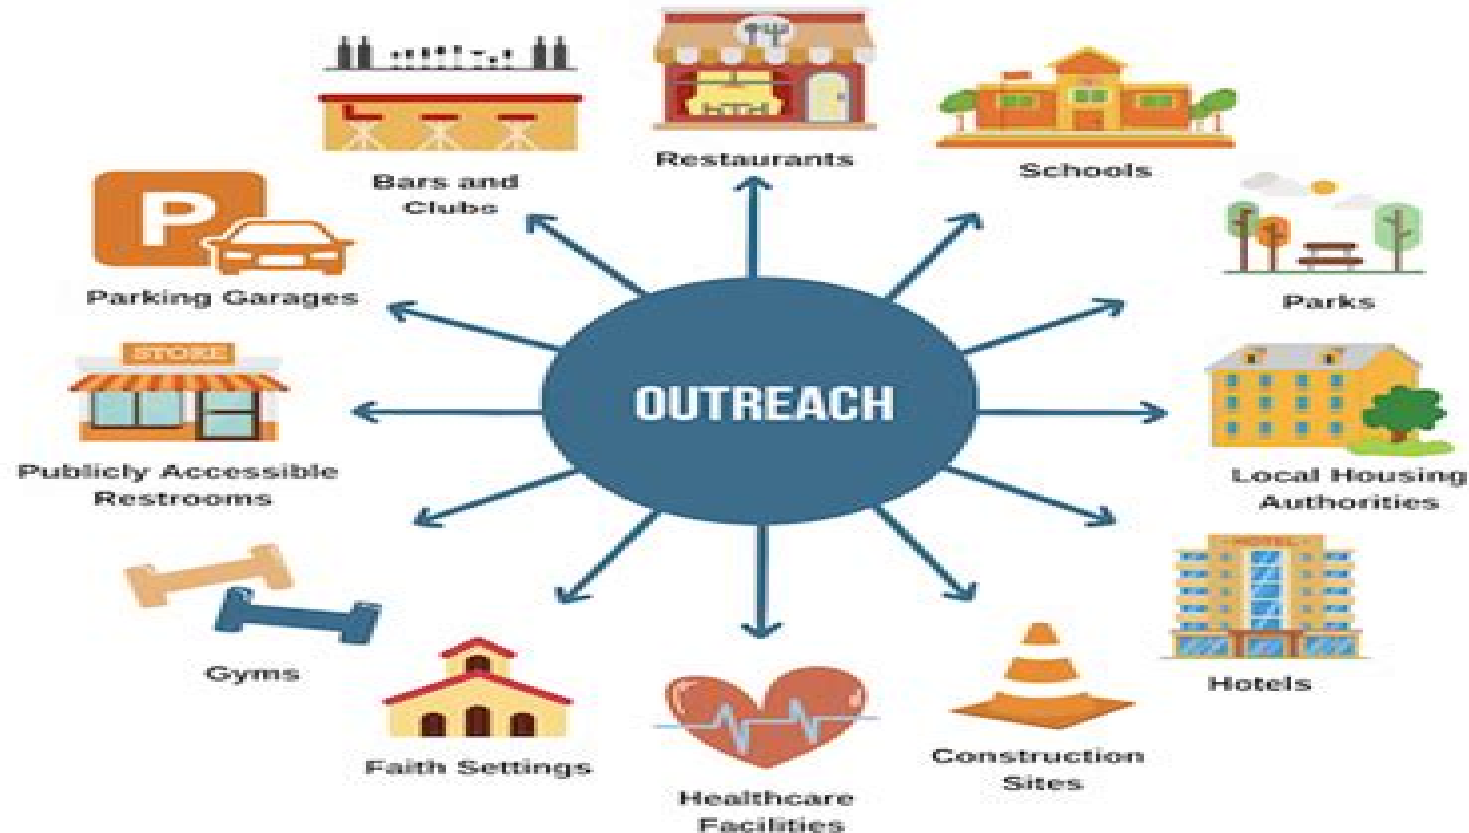 Restaurants
Schools
Parks
Local Housing
Authorities
HOTEL
Hotels
Construction
Sites
Healthcare
Facilities
Faith Settings
Gyms
STORE
Publicly Accessible
Restrooms
P
Parking Garages
Bars and
Clubs
OUTREACH